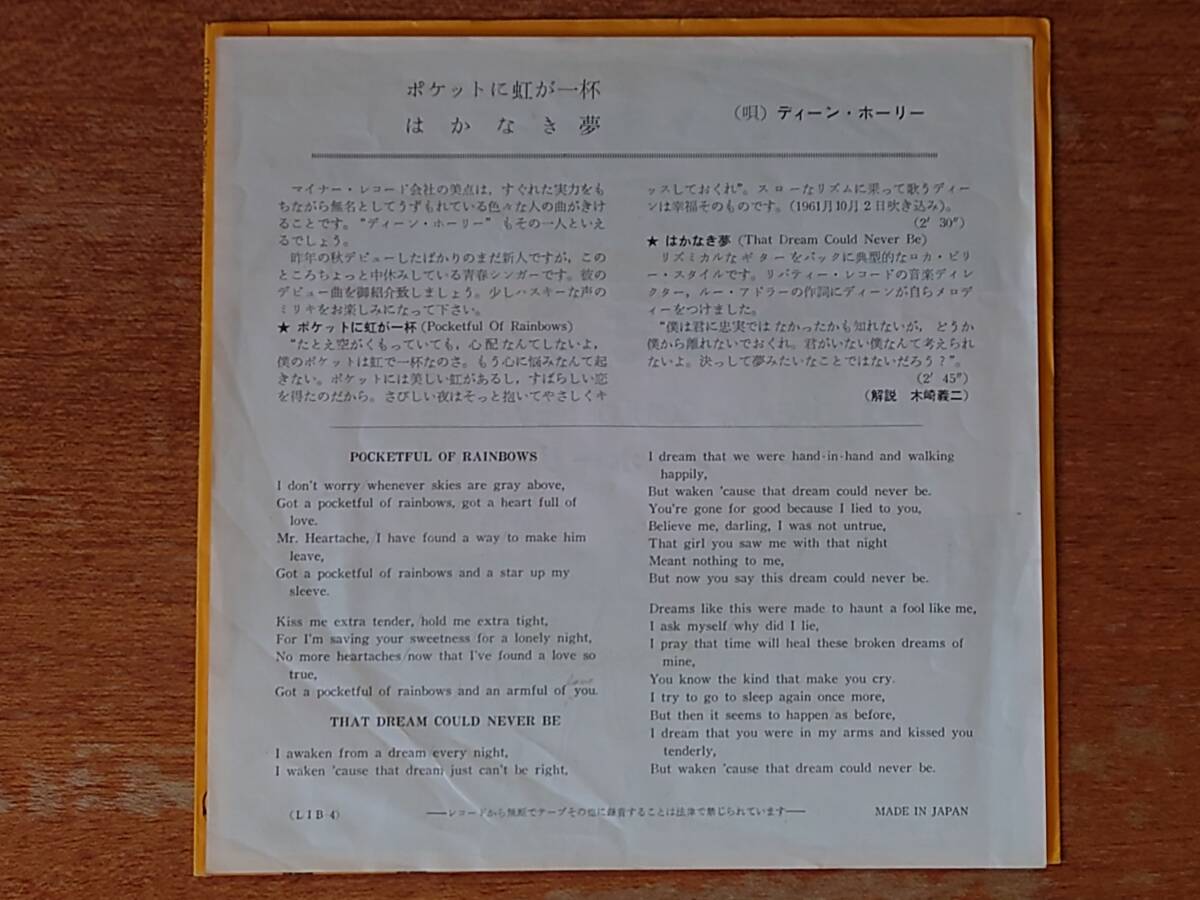 ポケットに虹が一杯
はかなき夢
(唄) ディーン・ホーリー
マイナー・レコード会社の美点は，すぐれた実力をも
ちながら無名としてうずもれている色々な人の曲がきけ
ることです。“ディーン・ホーリー”もその一人といえ
るでしょう。
昨年の秋デビューしたばかりのまだ新人ですが，この
ところちょっと中休みしている青春シンガーです。彼の
デビュー曲を御紹介致しましょう。少しハスキーな声の
ミリキをお楽しみになって下さい。
★ ポケットに虹が一杯 (Pocketful Of Rainbows)
“たとえ空がくもっていても，心配なんてしないよ，
僕のポケットは虹で一杯なのさ。もう心に悩みなんて起
きない。ポケットには美しい虹があるし，すばらしい恋
を得たのだから。さびしい夜はそっと抱いてやさしくキ
ッスしておくれ”。スローなリズムに乗って歌うディー
ンは幸福そのものです。(1961月10月2日吹き込み)。
(2′ 30″)
★ はかなき夢 (That Dream Could Never Be)
リズミカルなギターをバックに典型的なロカ・ビリ
ー・スタイルです。リバティー・レコードの音楽ディレ
クター，ルー・アドラーの作詞にディーンが自らメロデ
ィーをつけました。
“僕は君に忠実ではなかったかも知れないが，どうか
僕から離れないでおくれ。君がいない僕なんて考えられ
ないよ。決っして夢みたいなことではないだろう？”。
(2′ 45″)
(解説 木崎義二)
POCKETFUL OF RAINBOWS
I don't worry whenever skies are gray above,
Got a pocketful of rainbows, got a heart full of
love.
Mr. Heartache, I have found a way to make him
leave,
Got a pocketful of rainbows and a star up my
sleeve.
Kiss me extra tender, hold me extra tight,
For I'm saving your sweetness for a lonely night,
No more heartaches now that I've found a love so
true,
Got a pocketful of rainbows and an armful of you.
THAT DREAM COULD NEVER BE
I awaken from a dream every night,
I waken 'cause that dream just can't be right,
I dream that we were hand-in-hand and walking
happily,
But waken 'cause that dream could never be.
You're gone for good because I lied to you,
Believe me, darling, I was not untrue,
That girl you saw me with that night
Meant nothing to me,
But now you say this dream could never be.
Dreams like this were made to haunt a fool like me,
I ask myself why did I lie,
I pray that time will heal these broken dreams of
mine,
You know the kind that make you cry.
I try to go to sleep again once more,
But then it seems to happen as before,
I dream that you were in my arms and kissed you
tenderly,
But waken 'cause that dream could never be.
(LIB-4)
——レコードから無断でテープその他に録音することは法律で禁じられています——
MADE IN JAPAN